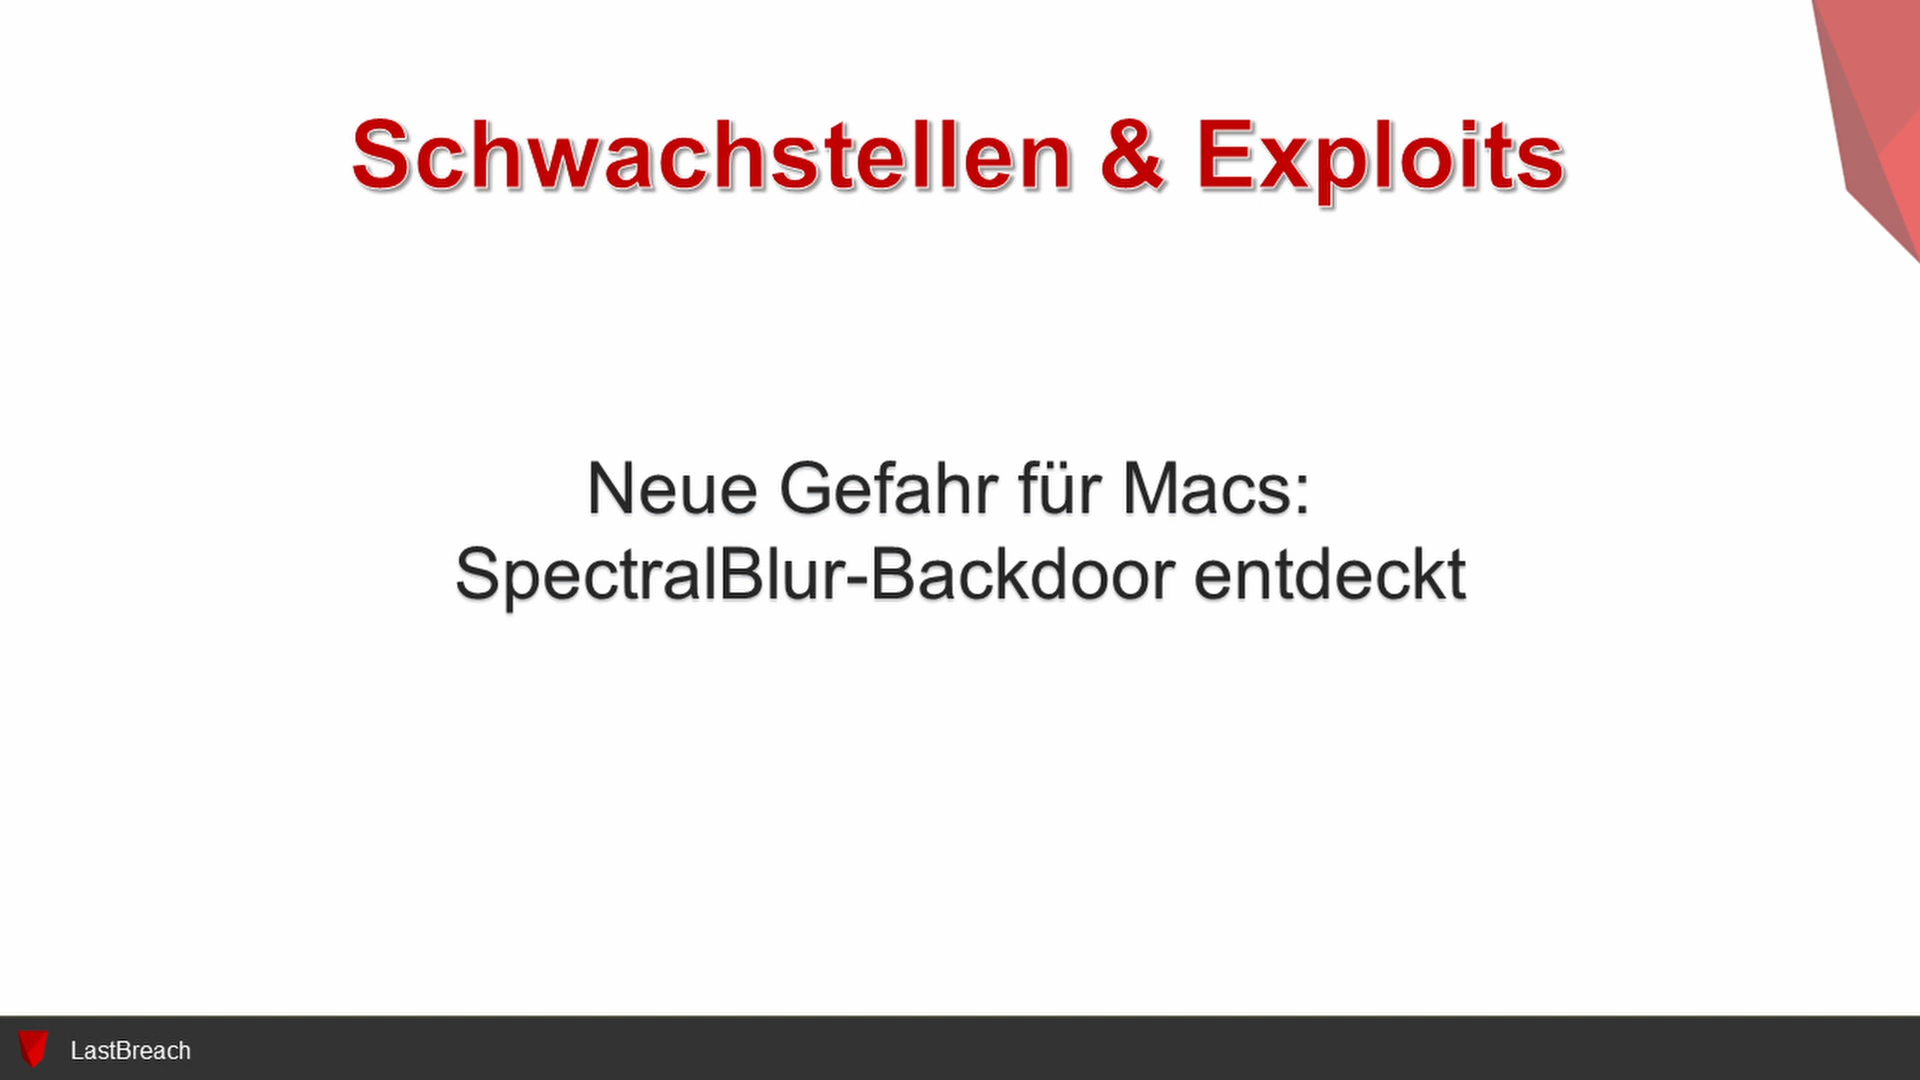 Schwachstellen & Exploits
Neue Gefahr für Macs:
SpectralBlur-Backdoor entdeckt
LastBreach